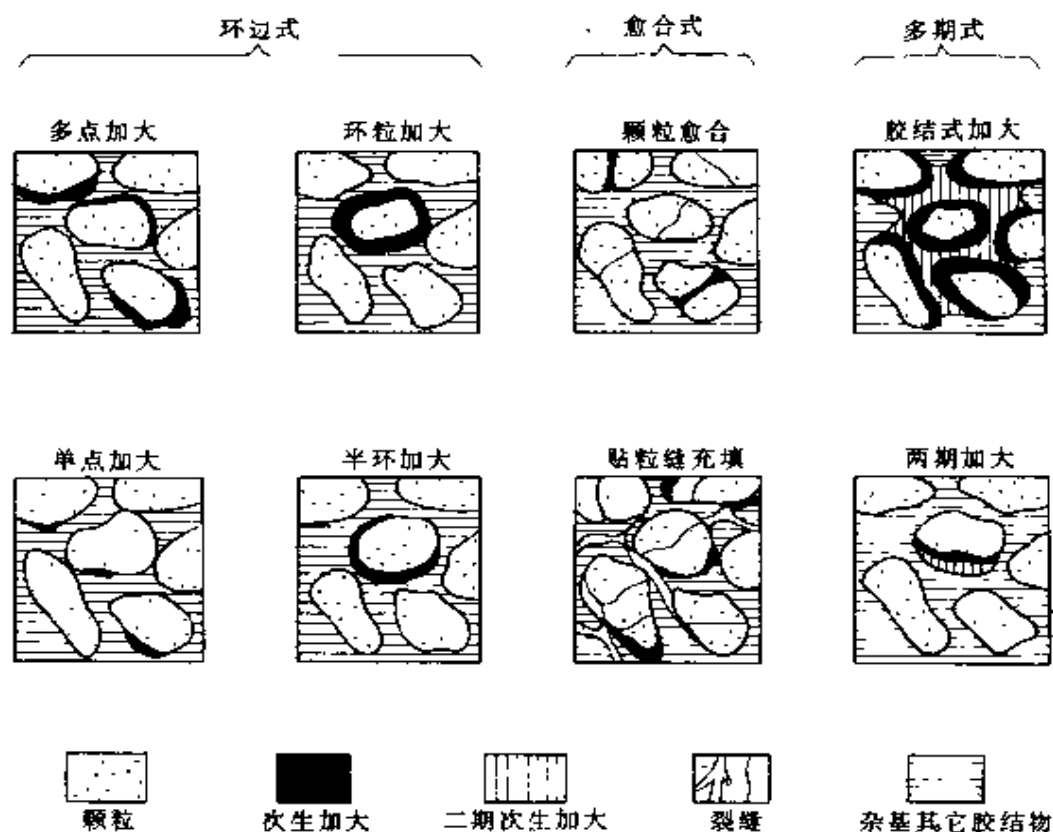 环边式 愈合式 多期式
多点加大 环粒加大 颗粒愈合 胶结式加大
单点加大 半环加大 贴粒缝充填 两期加大
颗粒 次生加大 二期次生加大 裂缝 杂基其它胶结物